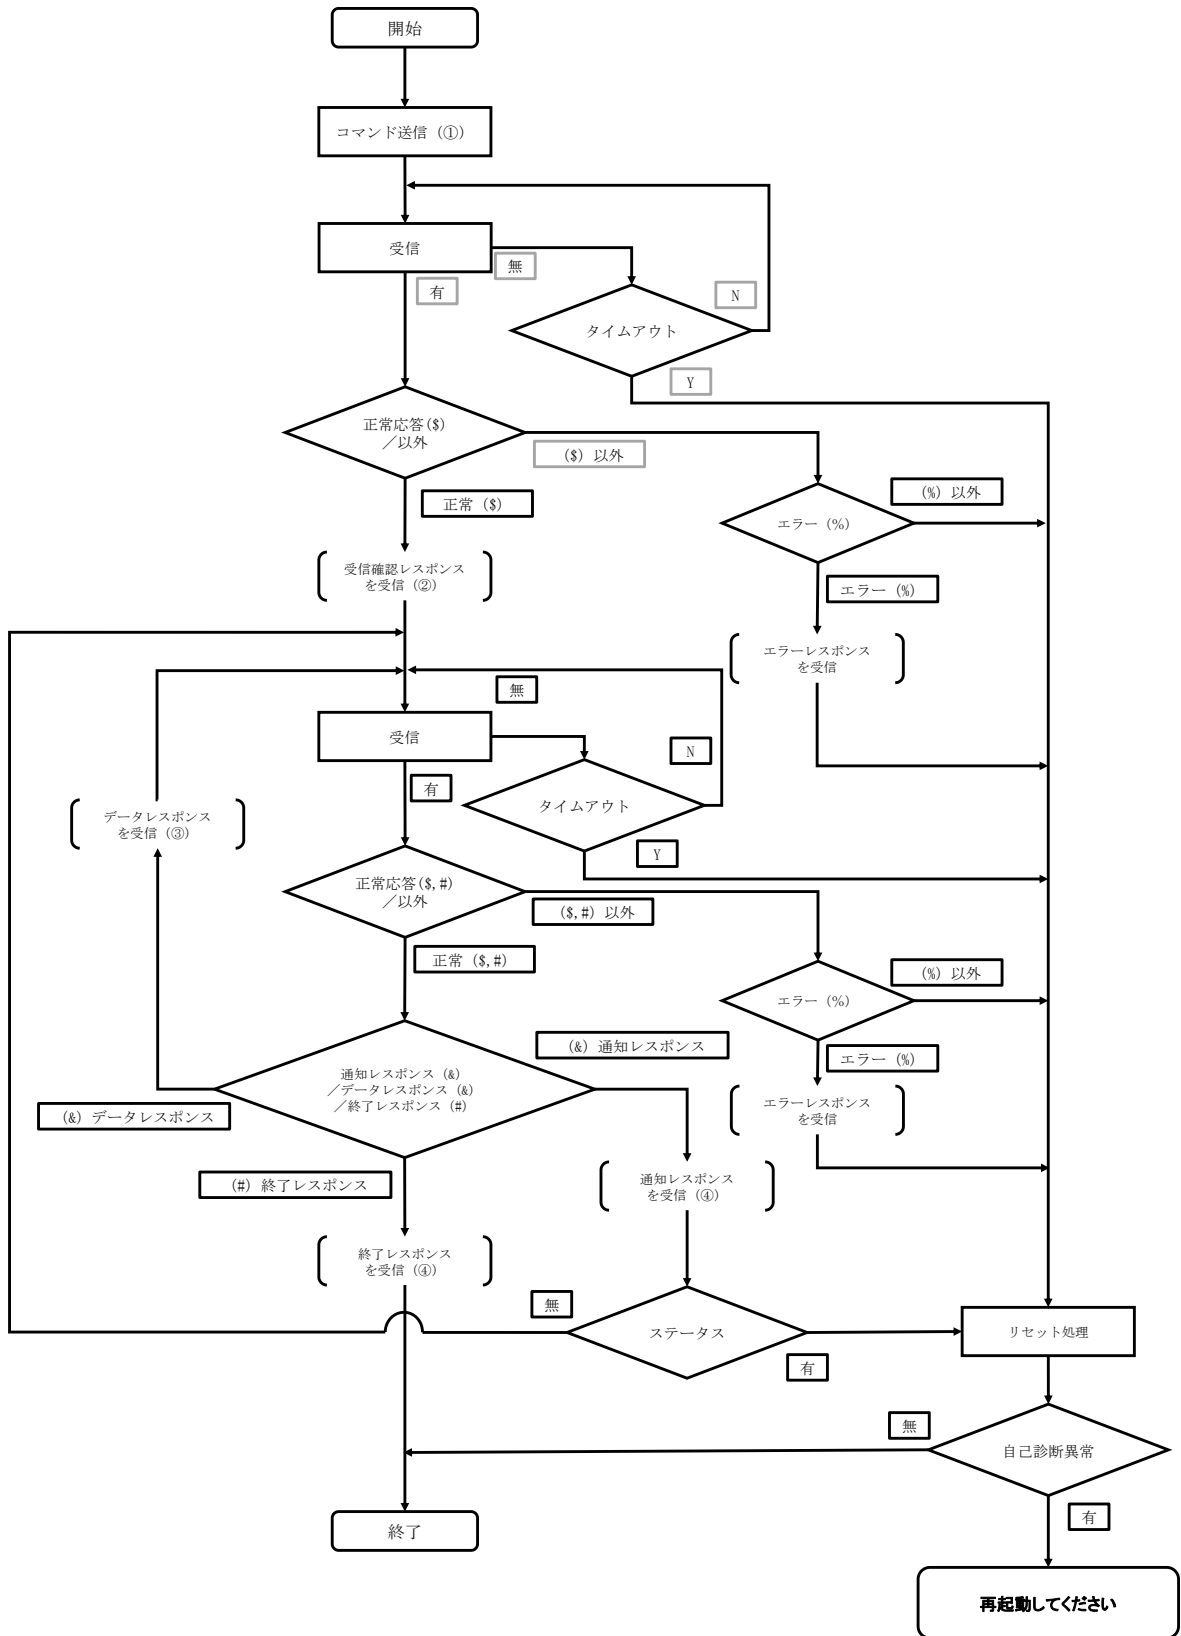 開始
コマンド送信（①）
受信
無
有
タイムアウト
N
Y
正常応答($)
／以外
($) 以外
正常 ($)
エラー (%)
(%) 以外
エラー (%)
受信確認レスポンス
を受信（②）
エラーレスポンス
を受信
無
受信
有
N
タイムアウト
Y
データレスポンス
を受信（③）
正常応答($,#)
／以外
($,#) 以外
正常 ($,#)
エラー (%)
(%) 以外
エラー (%)
(&) 通知レスポンス
通知レスポンス (&)
／データレスポンス (&)
／終了レスポンス (#)
(&) データレスポンス
エラーレスポンス
を受信
(#) 終了レスポンス
通知レスポンス
を受信（④）
終了レスポンス
を受信（④）
無
ステータス
有
リセット処理
無
自己診断異常
有
終了
再起動してください